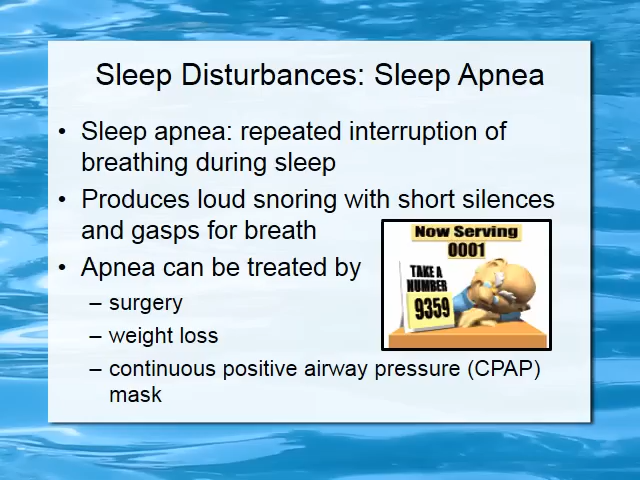 Sleep Disturbances: Sleep Apnea
• Sleep apnea: repeated interruption of
breathing during sleep
• Produces loud snoring with short silences
and gasps for breath
Now Serving
0001
TAKE A
NUMBER
9359
• Apnea can be treated by
– surgery
– weight loss
– continuous positive airway pressure (CPAP)
mask